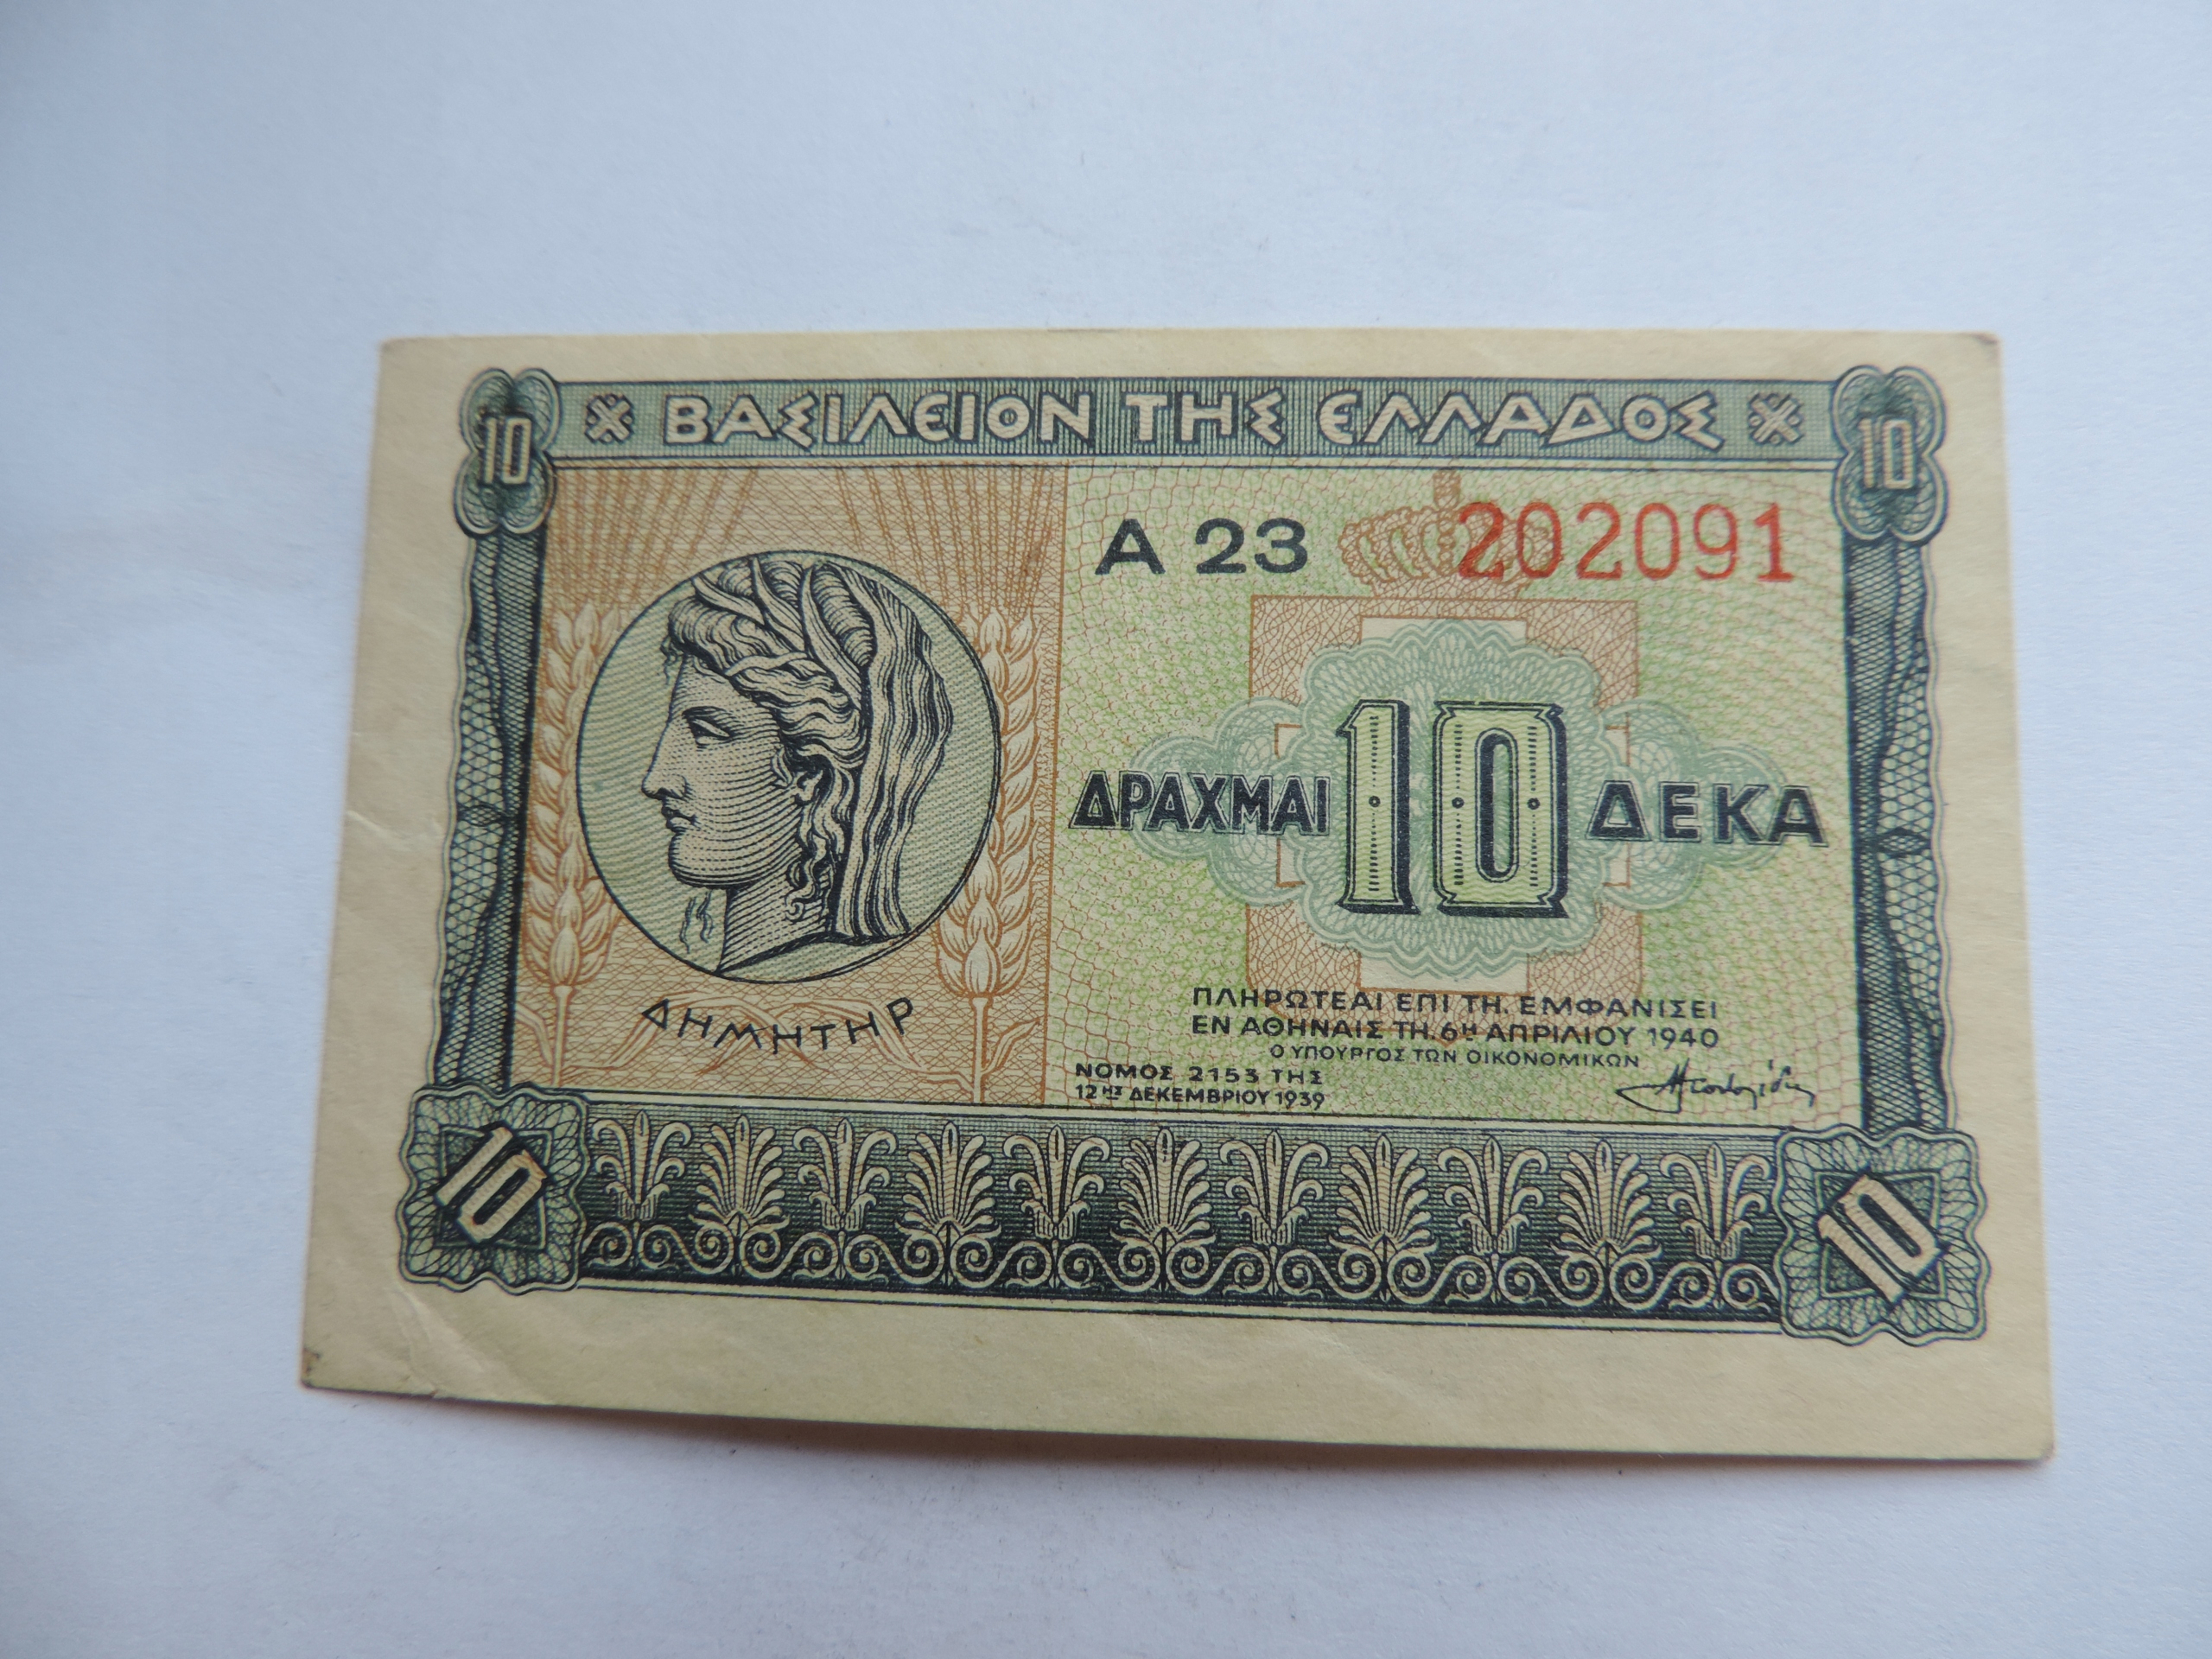 10 ΒΑΣΙΛΕΙΟΝ ΤΗΣ ΕΛΛΑΔΟΣ 10
Α 23 202091
ΔΡΑΧΜΑΙ 10 ΔΕΚΑ
ΔΗΜΗΤΗΡ
ΠΛΗΡΩΤΕΑΙ ΕΠΙ ΤΗ. ΕΜΦΑΝΙΣΕΙ
ΕΝ ΑΘΗΝΑΙΣ ΤΗ. 6Η ΑΠΡΙΛΙΟΥ 1940
Ο ΥΠΟΥΡΓΟΣ ΤΩΝ ΟΙΚΟΝΟΜΙΚΩΝ
ΝΟΜΟΣ 2153 ΤΗΣ
12ΗΣ ΔΕΚΕΜΒΡΙΟΥ 1939
10 10